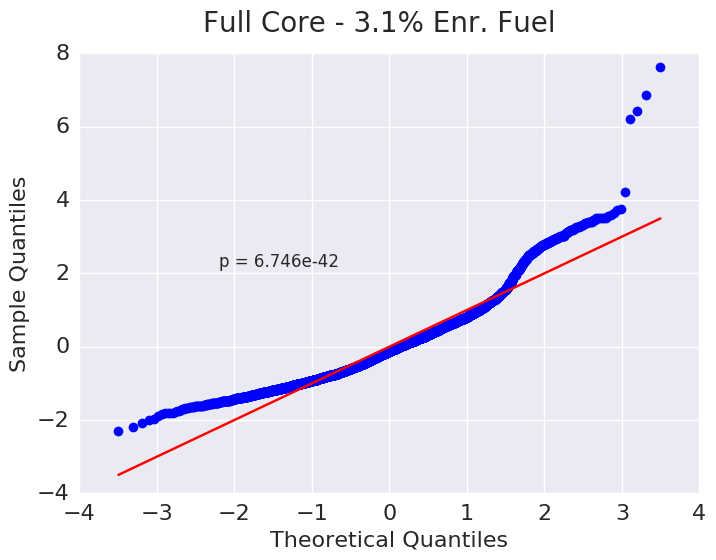 Full Core - 3.1% Enr. Fuel
8
6
4
2
0
−2
−4
Sample Quantiles
p = 6.746e-42
−4 −3 −2 −1 0 1 2 3 4
Theoretical Quantiles